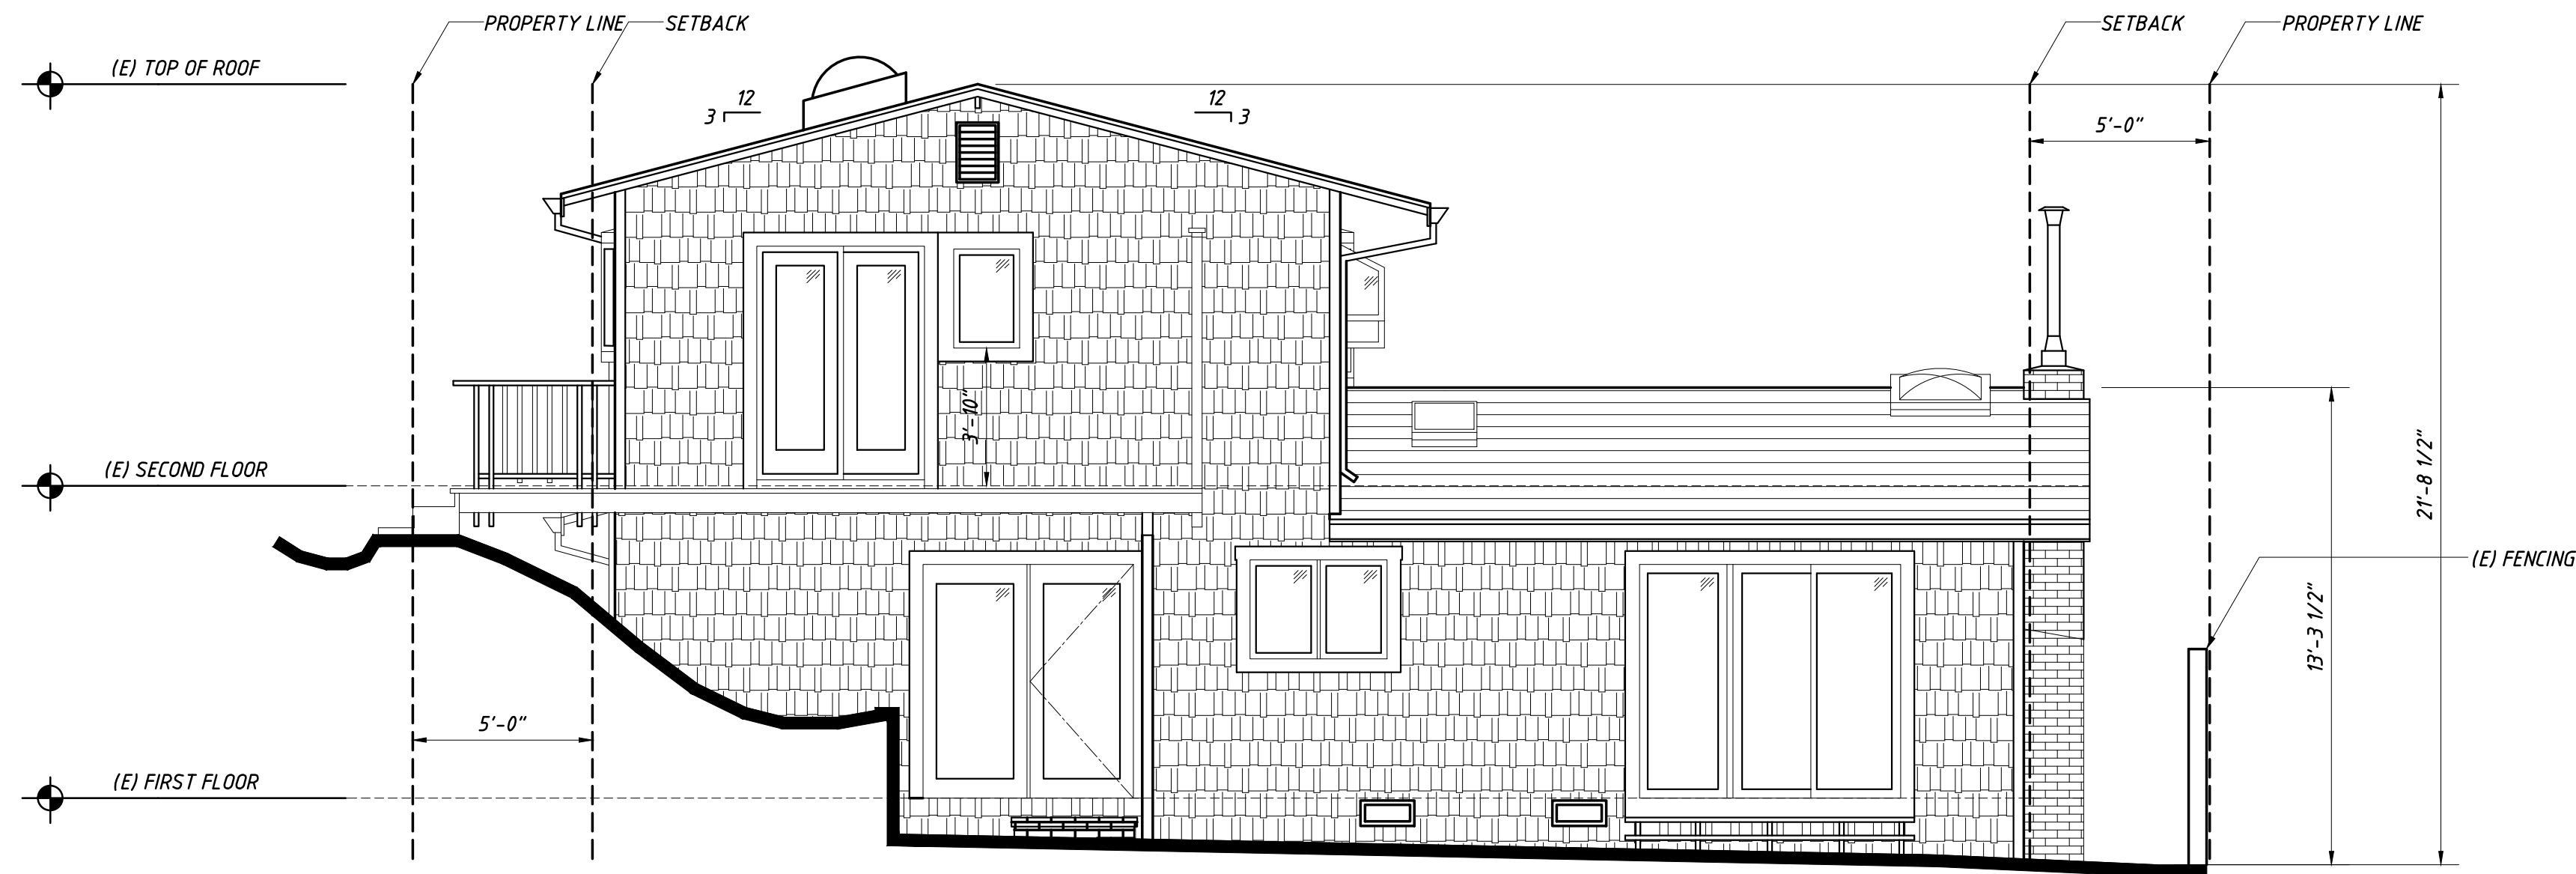 PROPERTY LINE
SETBACK
SETBACK
PROPERTY LINE
(E) TOP OF ROOF
12
3
12
3
5'-0"
3'-10"
(E) SECOND FLOOR
21'-8 1/2"
(E) FENCING
13'-3 1/2"
5'-0"
(E) FIRST FLOOR